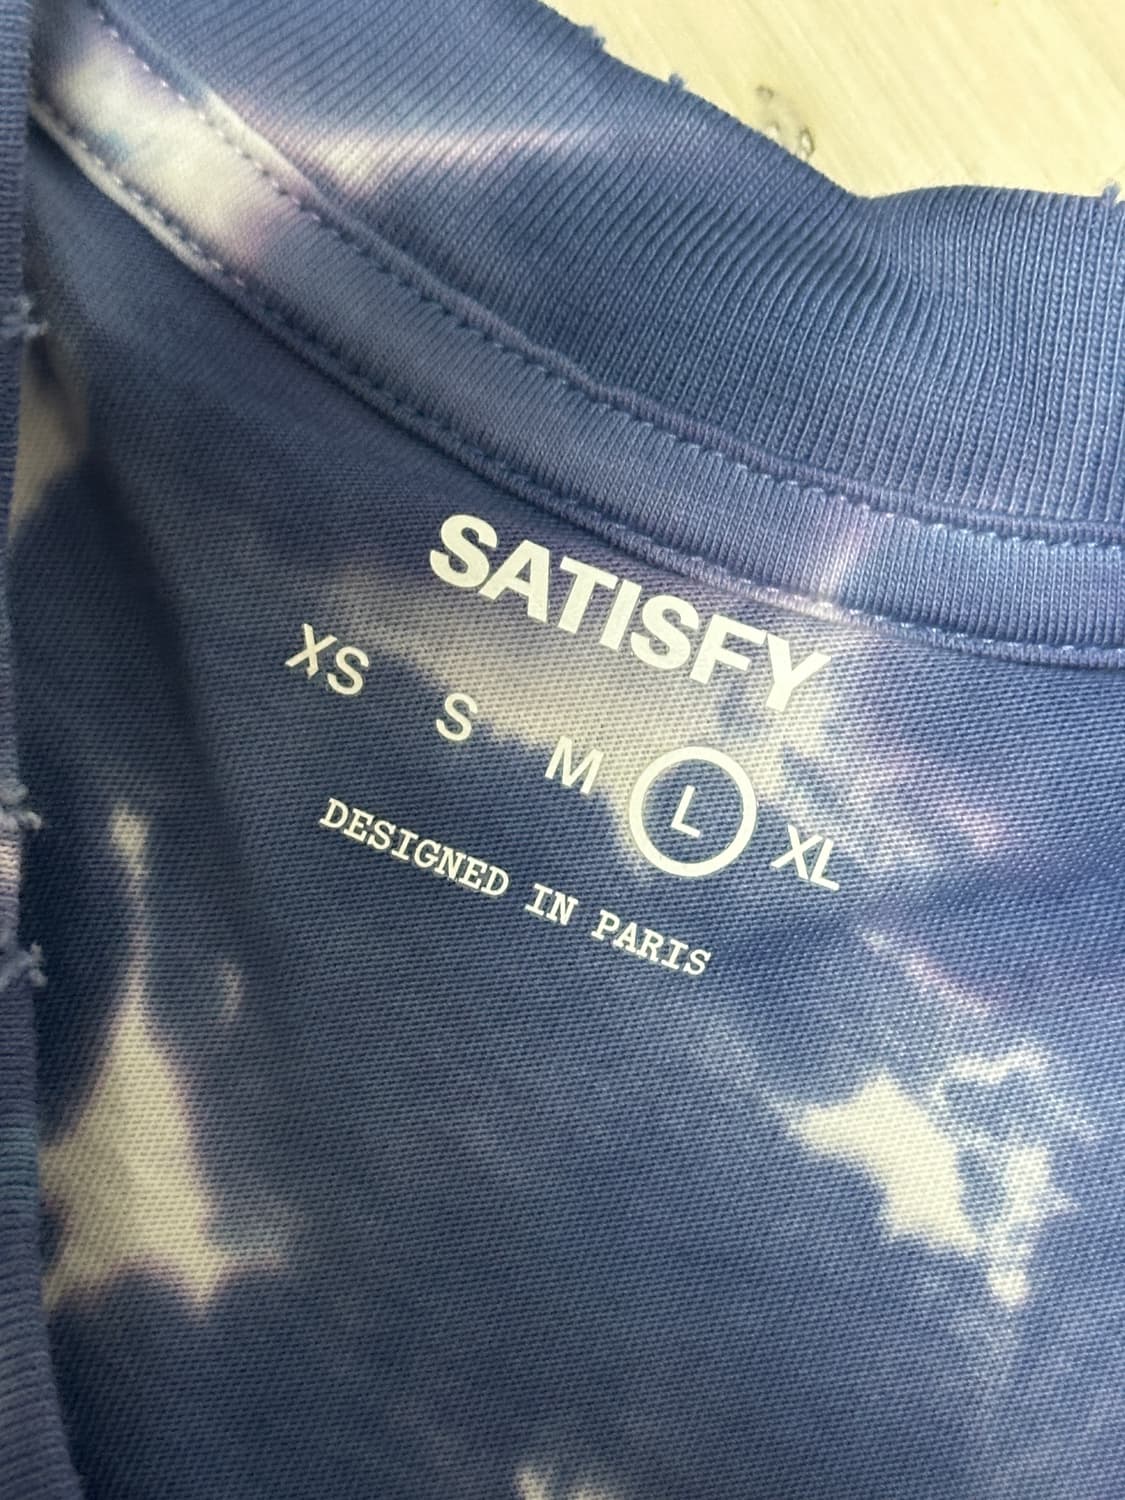 SATISFY
XS S M L XL
DESIGNED IN PARIS